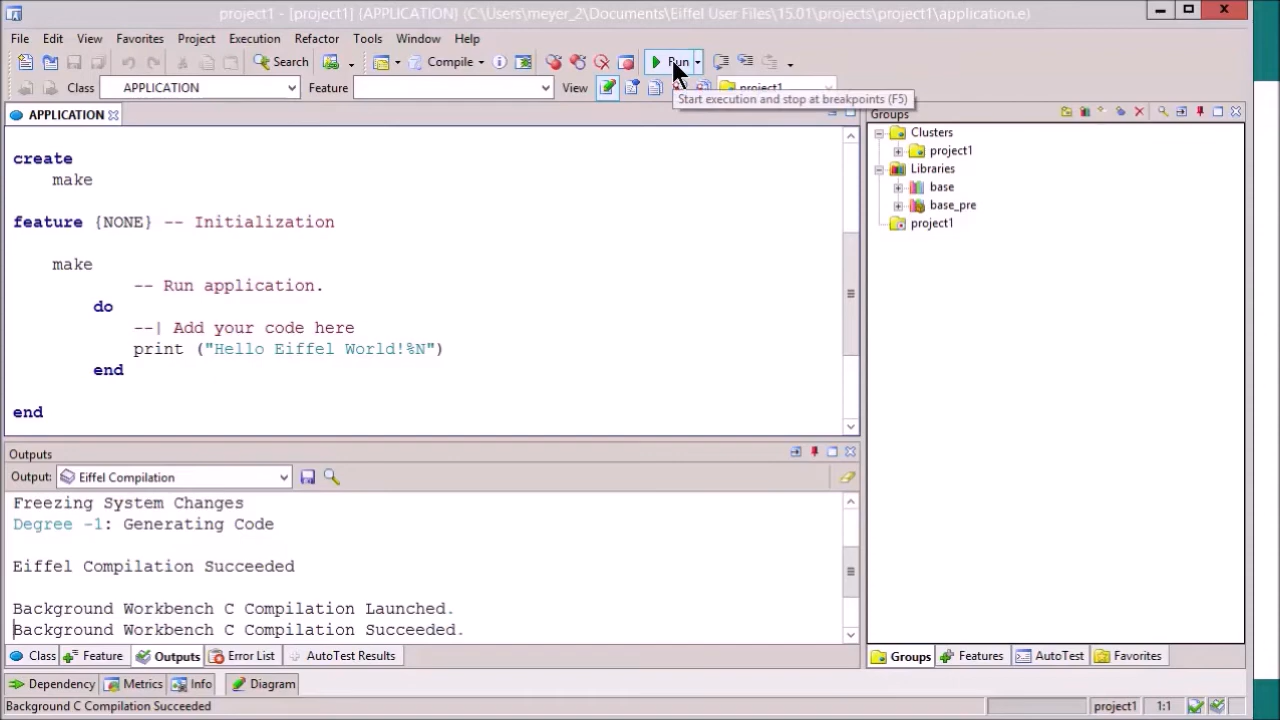 project1 - [project1] (APPLICATION) (C:\Users\meyer_2\Documents\Eiffel User Files\15.01\projects\project1\application.e)
File Edit View Favorites Project Execution Refactor Tools Window Help
Search Compile Run
Class APPLICATION Feature View project1
Start execution and stop at breakpoints (F5)
APPLICATION
create
make
feature {NONE} -- Initialization
make
-- Run application.
do
--| Add your code here
print ("Hello Eiffel World!%N")
end
end
Groups
Clusters
project1
Libraries
base
base_pre
project1
Outputs
Output: Eiffel Compilation
Freezing System Changes
Degree -1: Generating Code
Eiffel Compilation Succeeded
Background Workbench C Compilation Launched.
Background Workbench C Compilation Succeeded.
Class Feature Outputs Error List AutoTest Results
Groups Features AutoTest Favorites
Dependency Metrics Info Diagram
Background C Compilation Succeeded project1 1:1